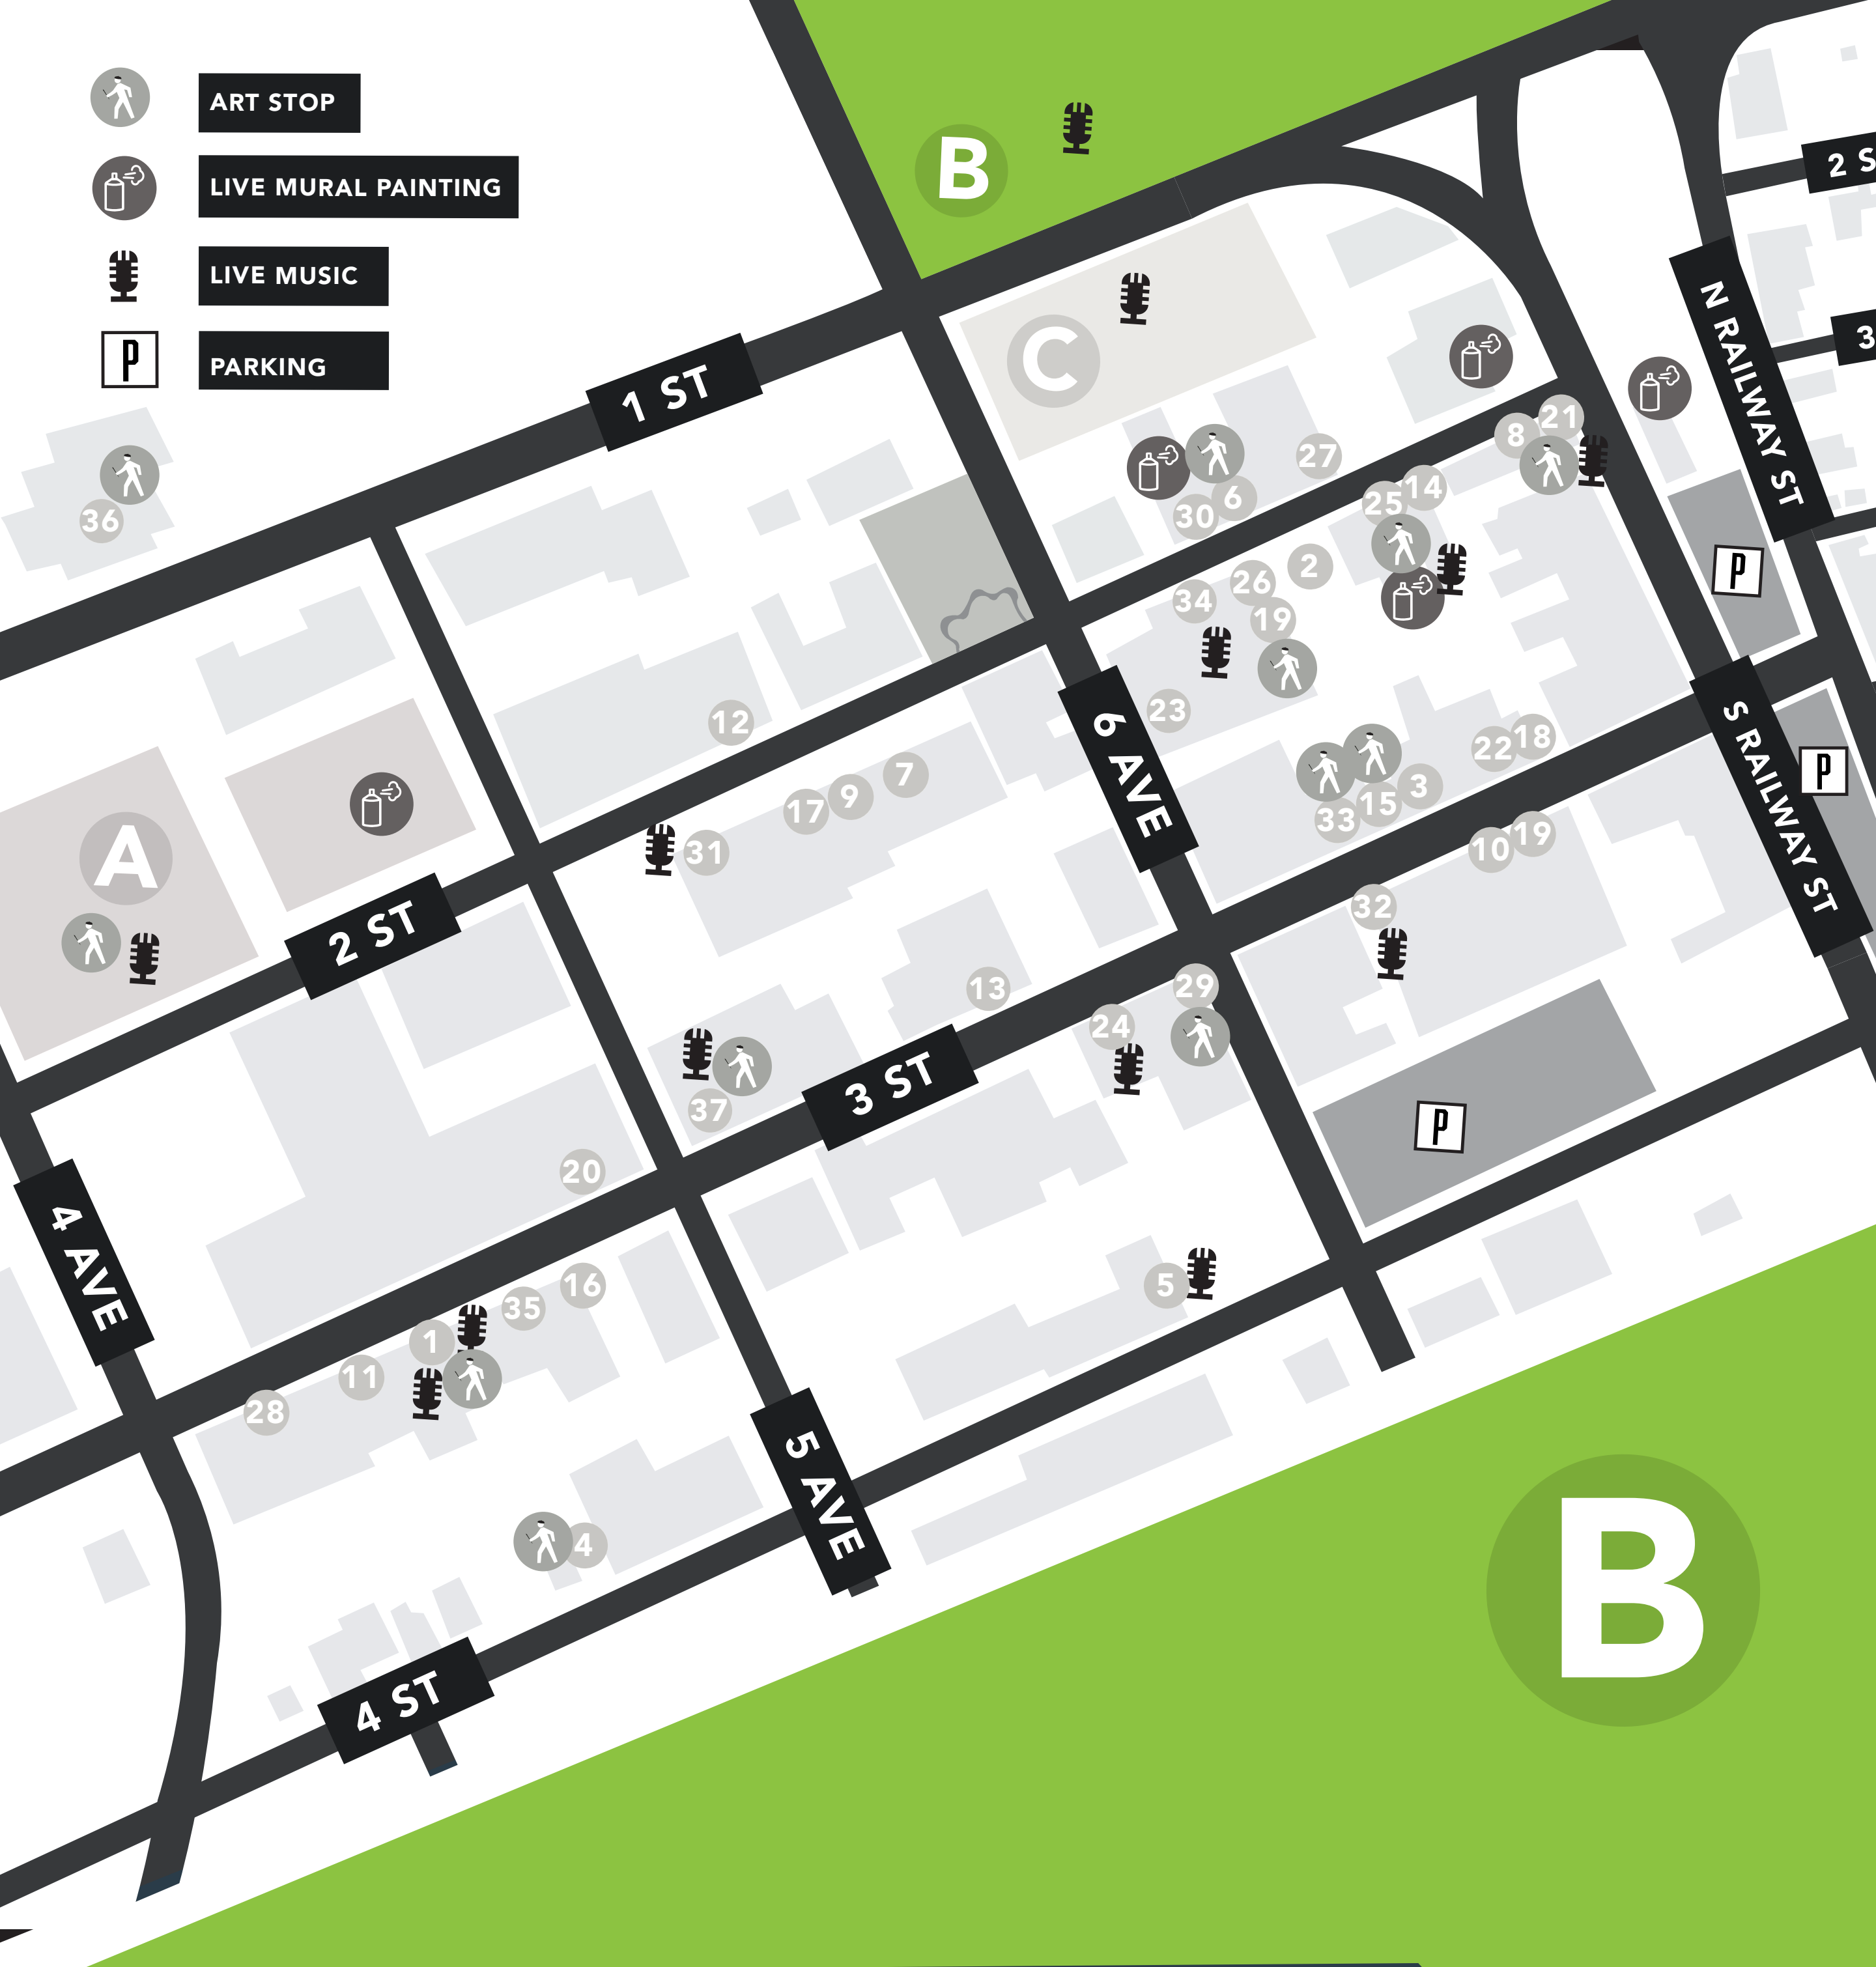 ART STOP
LIVE MURAL PAINTING
LIVE MUSIC
P PARKING
B
2 S
C
1 ST
N RAILWAY ST
3
36
8
21
27
6
30
25
14
P
2
26
34
19
23
12
6 AVE
S RAILWAY ST
22
18
P
3
15
33
7
9
17
31
10
19
A
2 ST
32
13
29
24
3 ST
37
P
20
4 AVE
16
35
1
11
28
5
5 AVE
4
B
4 ST